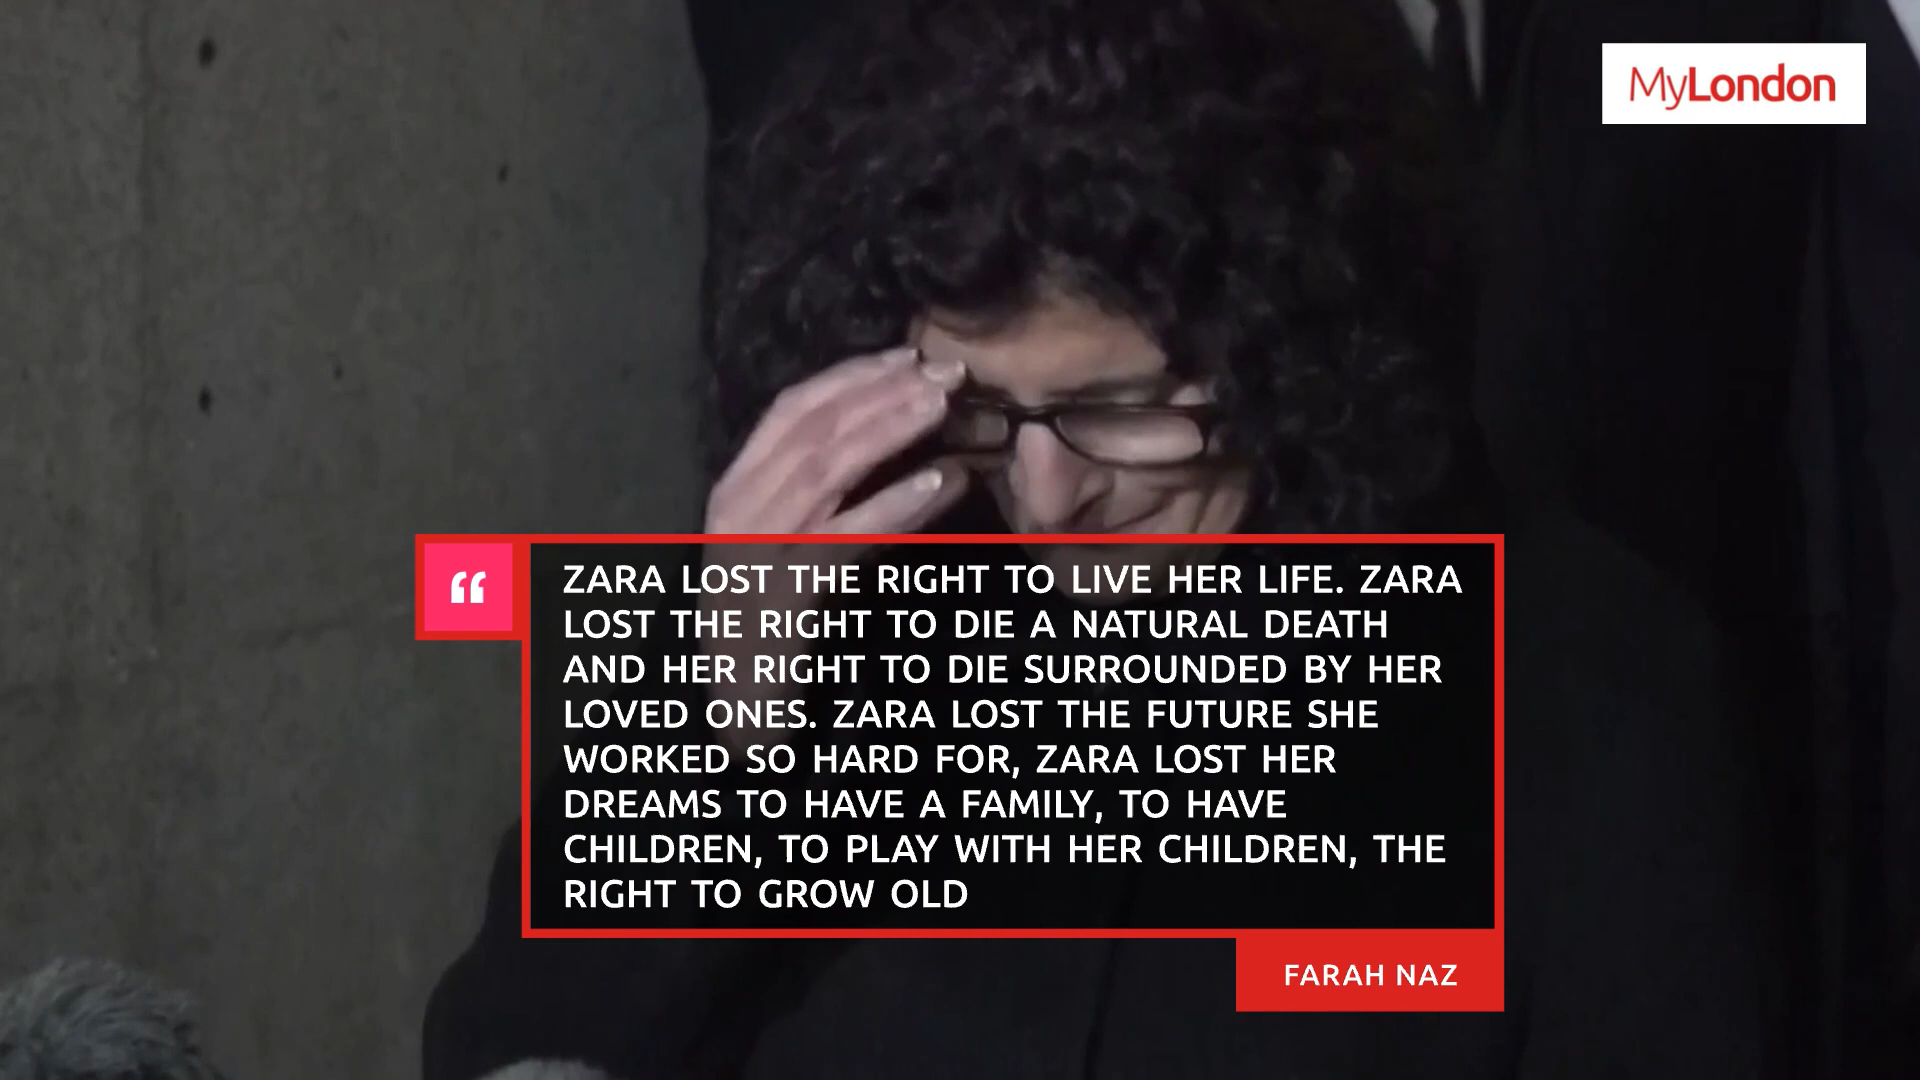 MyLondon
“
ZARA LOST THE RIGHT TO LIVE HER LIFE. ZARA
LOST THE RIGHT TO DIE A NATURAL DEATH
AND HER RIGHT TO DIE SURROUNDED BY HER
LOVED ONES. ZARA LOST THE FUTURE SHE
WORKED SO HARD FOR, ZARA LOST HER
DREAMS TO HAVE A FAMILY, TO HAVE
CHILDREN, TO PLAY WITH HER CHILDREN, THE
RIGHT TO GROW OLD
FARAH NAZ